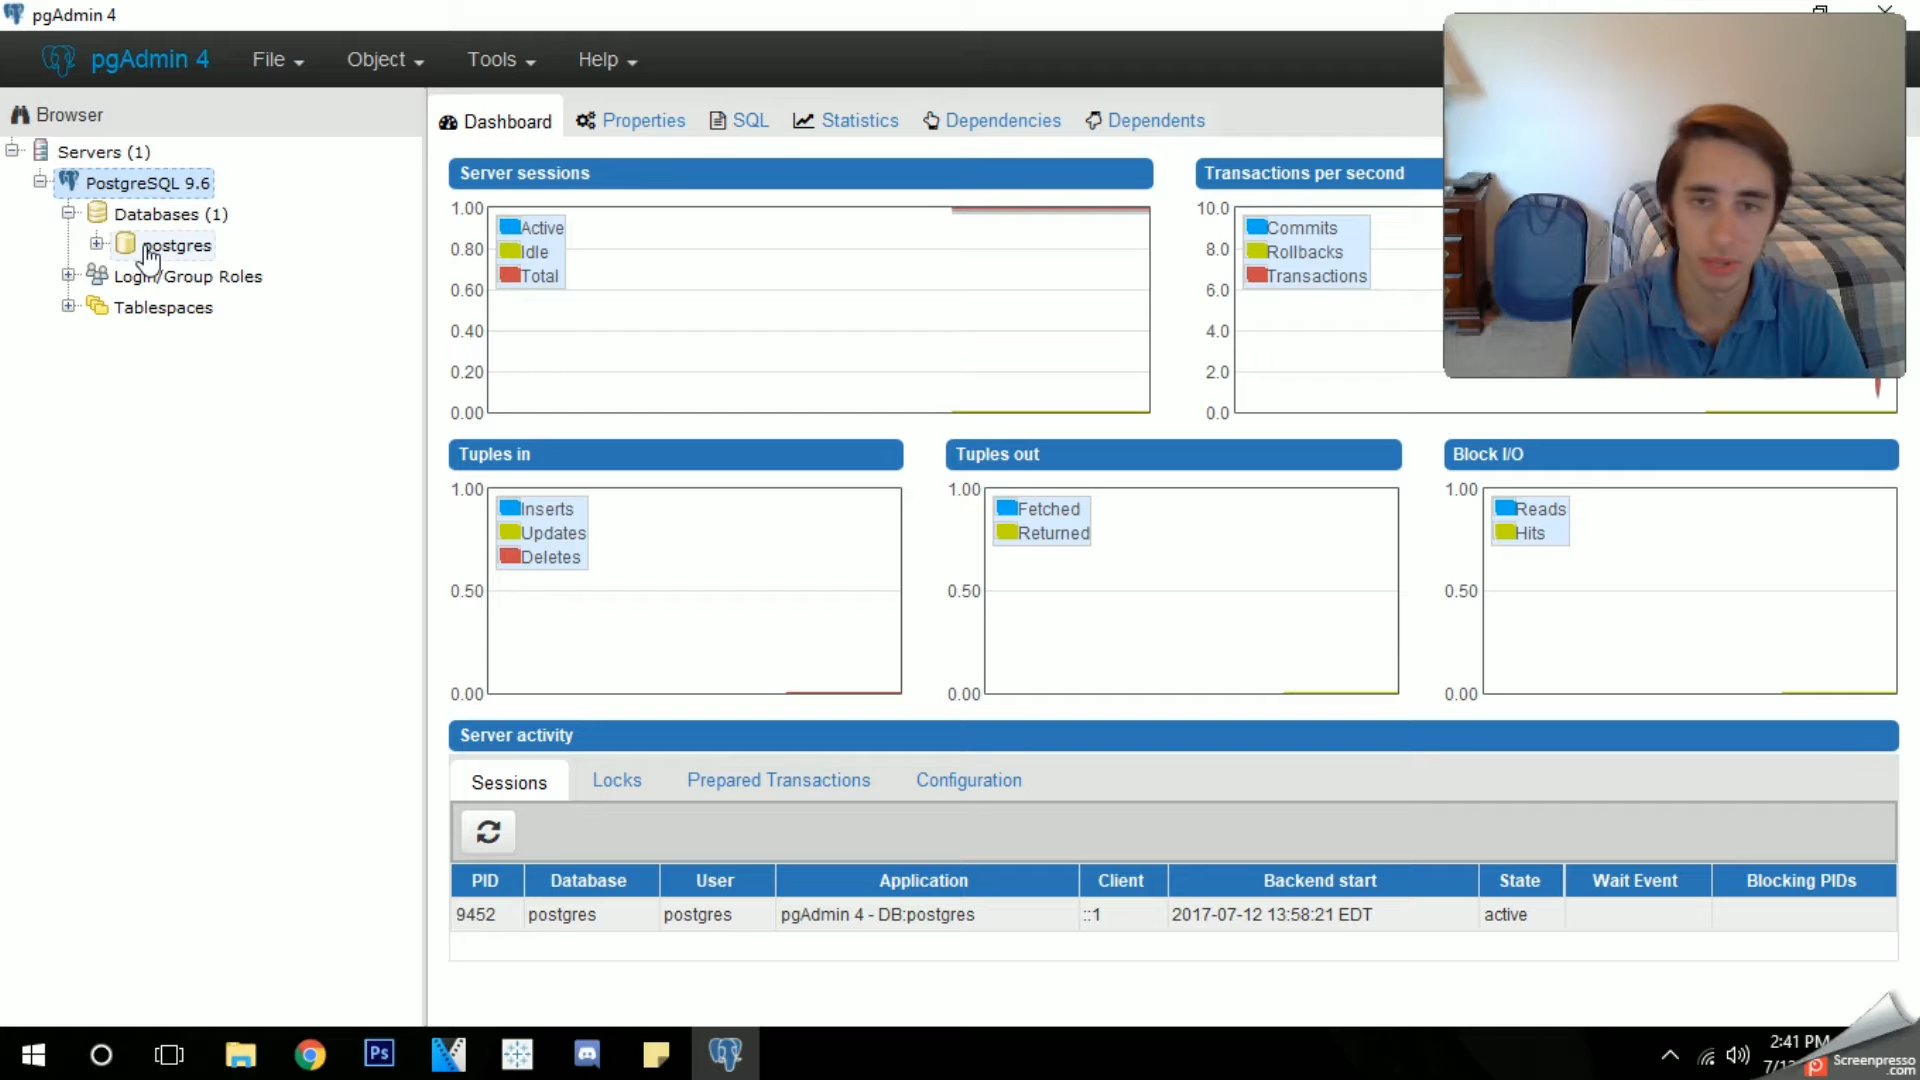 pgAdmin 4
pgAdmin 4 File Object Tools Help
Browser
Servers (1)
PostgreSQL 9.6
Databases (1)
postgres
Login/Group Roles
Tablespaces
Dashboard Properties SQL Statistics Dependencies Dependents
Server sessions
1.00
0.80
0.60
0.40
0.20
0.00
Active
Idle
Total
Transactions per second
10.0
8.0
6.0
4.0
2.0
0.0
Commits
Rollbacks
Transactions
Tuples in
1.00
0.50
0.00
Inserts
Updates
Deletes
Tuples out
1.00
0.50
0.00
Fetched
Returned
Block I/O
1.00
0.50
0.00
Reads
Hits
Server activity
Sessions Locks Prepared Transactions Configuration
PID Database User Application Client Backend start State Wait Event Blocking PIDs
9452 postgres postgres pgAdmin 4 - DB:postgres ::1 2017-07-12 13:58:21 EDT active
Ps
2:41 PM
Screenpresso
.com